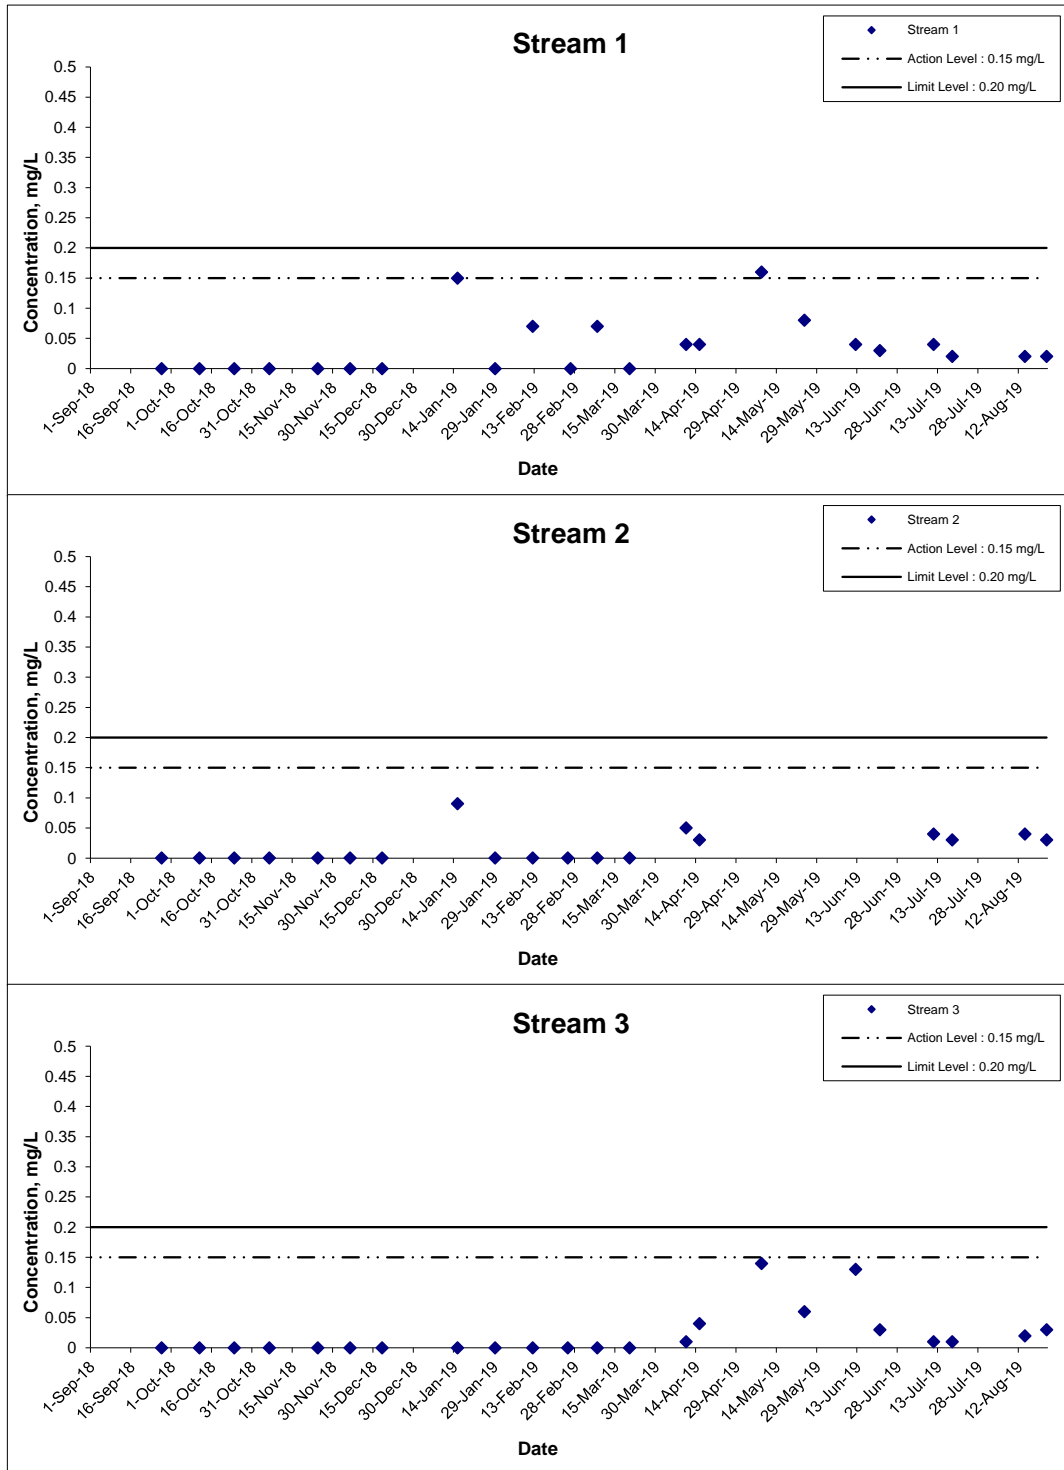 Stream 1
Stream 1
Action Level : 0.15 mg/L
Limit Level : 0.20 mg/L
Concentration, mg/L
0.5
0.45
0.4
0.35
0.3
0.25
0.2
0.15
0.1
0.05
0
1-Sep-18
16-Sep-18
1-Oct-18
16-Oct-18
31-Oct-18
15-Nov-18
30-Nov-18
15-Dec-18
30-Dec-18
14-Jan-19
29-Jan-19
13-Feb-19
28-Feb-19
15-Mar-19
30-Mar-19
14-Apr-19
29-Apr-19
14-May-19
29-May-19
13-Jun-19
28-Jun-19
13-Jul-19
28-Jul-19
12-Aug-19
Date
Stream 2
Stream 2
Action Level : 0.15 mg/L
Limit Level : 0.20 mg/L
Concentration, mg/L
0.5
0.45
0.4
0.35
0.3
0.25
0.2
0.15
0.1
0.05
0
1-Sep-18
16-Sep-18
1-Oct-18
16-Oct-18
31-Oct-18
15-Nov-18
30-Nov-18
15-Dec-18
30-Dec-18
14-Jan-19
29-Jan-19
13-Feb-19
28-Feb-19
15-Mar-19
30-Mar-19
14-Apr-19
29-Apr-19
14-May-19
29-May-19
13-Jun-19
28-Jun-19
13-Jul-19
28-Jul-19
12-Aug-19
Date
Stream 3
Stream 3
Action Level : 0.15 mg/L
Limit Level : 0.20 mg/L
Concentration, mg/L
0.5
0.45
0.4
0.35
0.3
0.25
0.2
0.15
0.1
0.05
0
1-Sep-18
16-Sep-18
1-Oct-18
16-Oct-18
31-Oct-18
15-Nov-18
30-Nov-18
15-Dec-18
30-Dec-18
14-Jan-19
29-Jan-19
13-Feb-19
28-Feb-19
15-Mar-19
30-Mar-19
14-Apr-19
29-Apr-19
14-May-19
29-May-19
13-Jun-19
28-Jun-19
13-Jul-19
28-Jul-19
12-Aug-19
Date